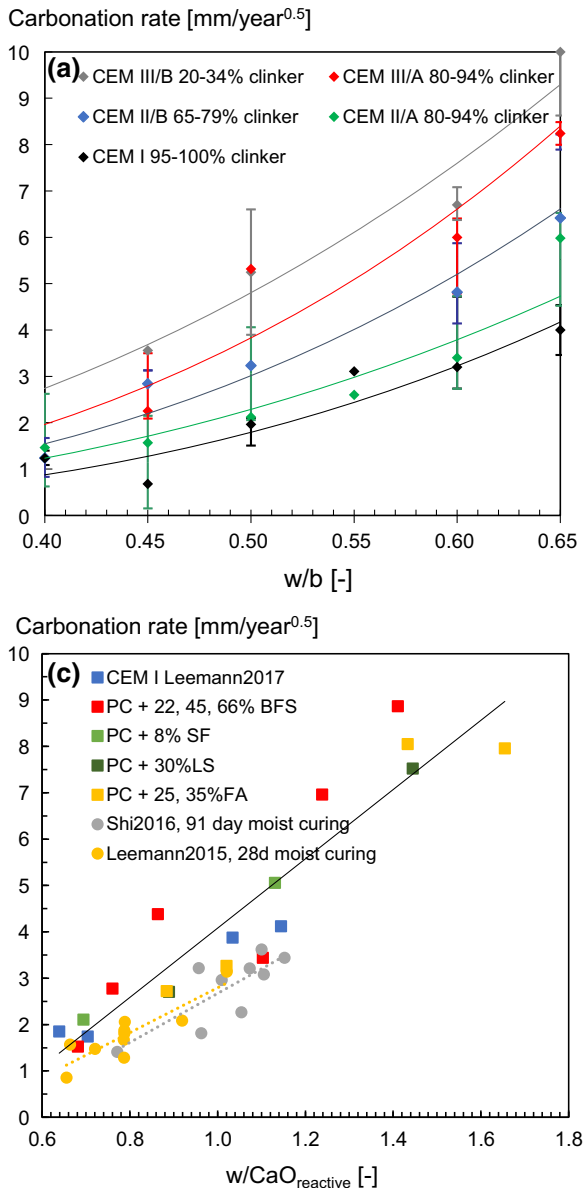 Carbonation rate [mm/year0.5]
10
(a)
CEM III/B 20-34% clinker
CEM III/A 80-94% clinker
9
8
CEM II/B 65-79% clinker
CEM II/A 80-94% clinker
7
CEM I 95-100% clinker
6
5
4
3
2
1
0
0.40 0.45 0.50 0.55 0.60 0.65
w/b [-]
Carbonation rate [mm/year0.5]
10
(c)
CEM I Leemann2017
9
PC + 22, 45, 66% BFS
8
PC + 8% SF
PC + 30%LS
7
PC + 25, 35%FA
Shi2016, 91 day moist curing
6
Leemann2015, 28d moist curing
5
4
3
2
1
0
0.6 0.8 1.0 1.2 1.4 1.6 1.8
w/CaOreactive [-]